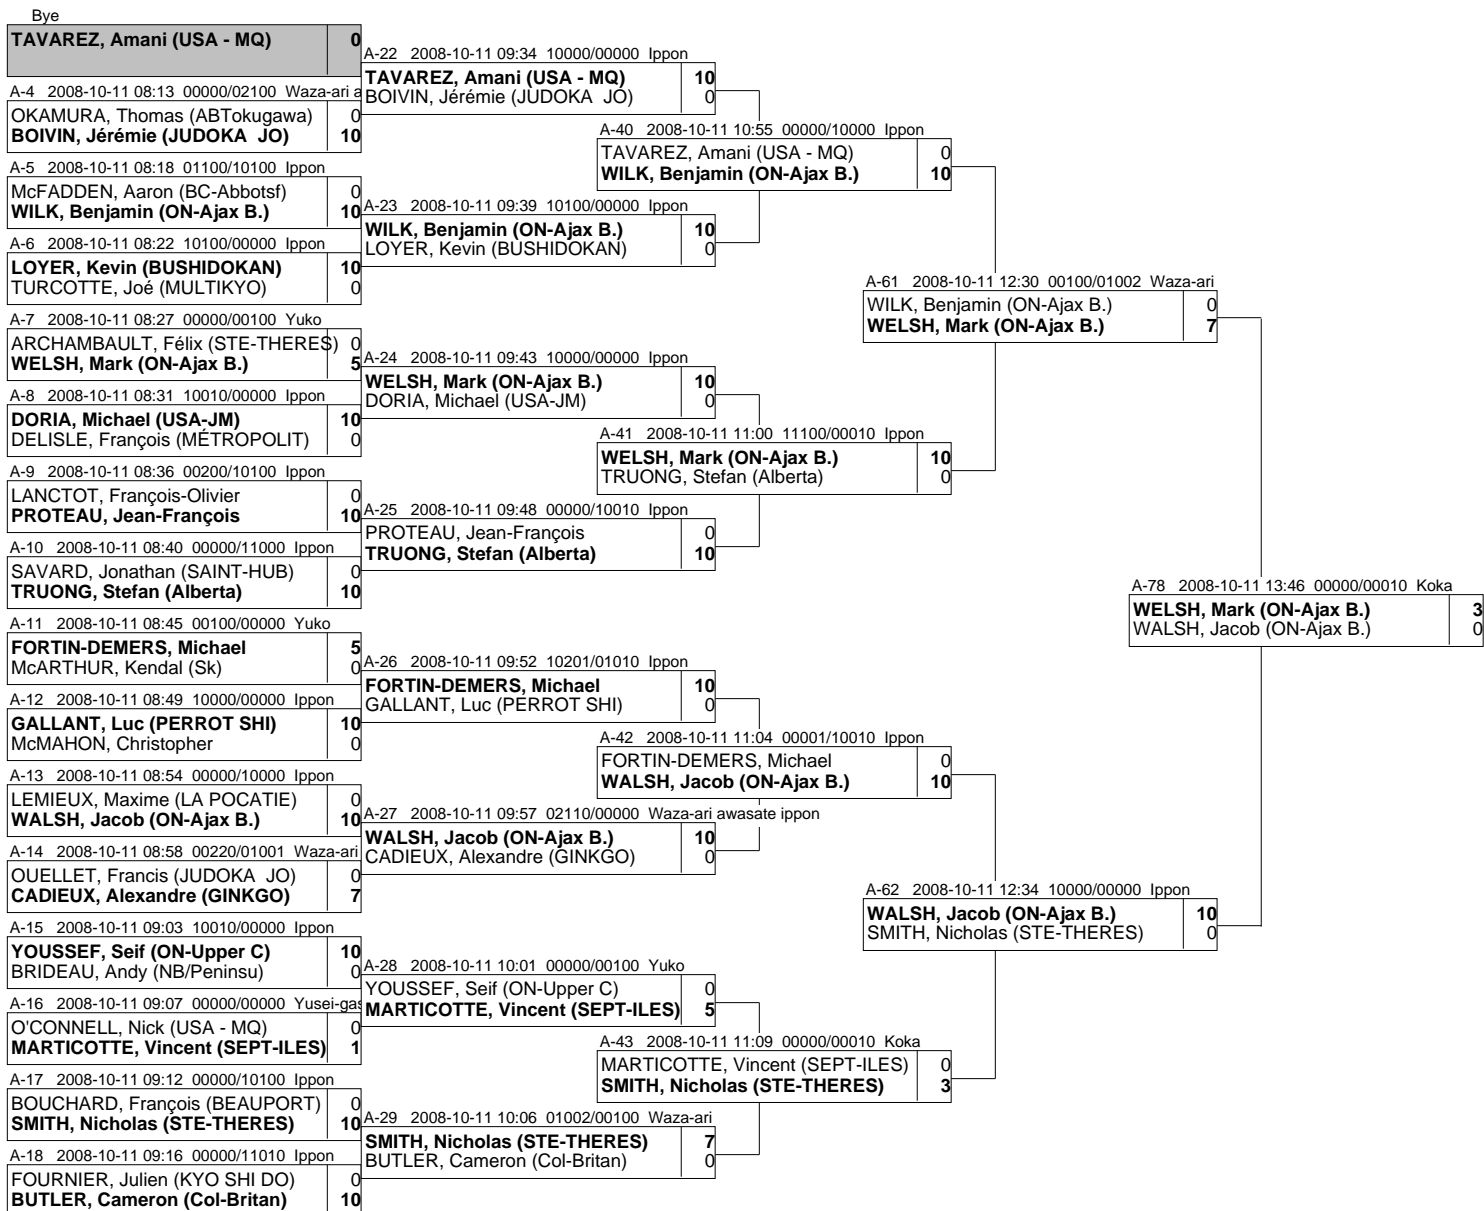 Bye
TAVAREZ, Amani (USA - MQ) 0
A-4 2008-10-11 08:13 00000/02100 Waza-ari a
OKAMURA, Thomas (ABTokugawa) 0
BOIVIN, Jérémie (JUDOKA JO) 10
A-5 2008-10-11 08:18 01100/10100 Ippon
McFADDEN, Aaron (BC-Abbotsf) 0
WILK, Benjamin (ON-Ajax B.) 10
A-6 2008-10-11 08:22 10100/00000 Ippon
LOYER, Kevin (BUSHIDOKAN) 10
TURCOTTE, Joé (MULTIKYO) 0
A-7 2008-10-11 08:27 00000/00100 Yuko
ARCHAMBAULT, Félix (STE-THERES) 0
WELSH, Mark (ON-Ajax B.) 5
A-8 2008-10-11 08:31 10010/00000 Ippon
DORIA, Michael (USA-JM) 10
DELISLE, François (MÉTROPOLIT) 0
A-9 2008-10-11 08:36 00200/10100 Ippon
LANCTOT, François-Olivier 0
PROTEAU, Jean-François 10
A-10 2008-10-11 08:40 00000/11000 Ippon
SAVARD, Jonathan (SAINT-HUB) 0
TRUONG, Stefan (Alberta) 10
A-11 2008-10-11 08:45 00100/00000 Yuko
FORTIN-DEMERS, Michael 5
McARTHUR, Kendal (Sk) 0
A-12 2008-10-11 08:49 10000/00000 Ippon
GALLANT, Luc (PERROT SHI) 10
McMAHON, Christopher 0
A-13 2008-10-11 08:54 00000/10000 Ippon
LEMIEUX, Maxime (LA POCATIE) 0
WALSH, Jacob (ON-Ajax B.) 10
A-14 2008-10-11 08:58 00220/01001 Waza-ari
OUELLET, Francis (JUDOKA JO) 0
CADIEUX, Alexandre (GINKGO) 7
A-15 2008-10-11 09:03 10010/00000 Ippon
YOUSSEF, Seif (ON-Upper C) 10
BRIDEAU, Andy (NB/Peninsu) 0
A-16 2008-10-11 09:07 00000/00000 Yusei-gas
O'CONNELL, Nick (USA - MQ) 0
MARTICOTTE, Vincent (SEPT-ILES) 1
A-17 2008-10-11 09:12 00000/10100 Ippon
BOUCHARD, François (BEAUPORT) 0
SMITH, Nicholas (STE-THERES) 10
A-18 2008-10-11 09:16 00000/11010 Ippon
FOURNIER, Julien (KYO SHI DO) 0
BUTLER, Cameron (Col-Britan) 10
A-22 2008-10-11 09:34 10000/00000 Ippon
TAVAREZ, Amani (USA - MQ) 10
BOIVIN, Jérémie (JUDOKA JO) 0
A-23 2008-10-11 09:39 10100/00000 Ippon
WILK, Benjamin (ON-Ajax B.) 10
LOYER, Kevin (BUSHIDOKAN) 0
A-24 2008-10-11 09:43 10000/00000 Ippon
WELSH, Mark (ON-Ajax B.) 10
DORIA, Michael (USA-JM) 0
A-25 2008-10-11 09:48 00000/10010 Ippon
PROTEAU, Jean-François 0
TRUONG, Stefan (Alberta) 10
A-26 2008-10-11 09:52 10201/01010 Ippon
FORTIN-DEMERS, Michael 10
GALLANT, Luc (PERROT SHI) 0
A-27 2008-10-11 09:57 02110/00000 Waza-ari awasate ippon
WALSH, Jacob (ON-Ajax B.) 10
CADIEUX, Alexandre (GINKGO) 0
A-28 2008-10-11 10:01 00000/00100 Yuko
YOUSSEF, Seif (ON-Upper C) 0
MARTICOTTE, Vincent (SEPT-ILES) 5
A-29 2008-10-11 10:06 01002/00100 Waza-ari
SMITH, Nicholas (STE-THERES) 7
BUTLER, Cameron (Col-Britan) 0
A-40 2008-10-11 10:55 00000/10000 Ippon
TAVAREZ, Amani (USA - MQ) 0
WILK, Benjamin (ON-Ajax B.) 10
A-41 2008-10-11 11:00 11100/00010 Ippon
WELSH, Mark (ON-Ajax B.) 10
TRUONG, Stefan (Alberta) 0
A-42 2008-10-11 11:04 00001/10010 Ippon
FORTIN-DEMERS, Michael 0
WALSH, Jacob (ON-Ajax B.) 10
A-43 2008-10-11 11:09 00000/00010 Koka
MARTICOTTE, Vincent (SEPT-ILES) 0
SMITH, Nicholas (STE-THERES) 3
A-61 2008-10-11 12:30 00100/01002 Waza-ari
WILK, Benjamin (ON-Ajax B.) 0
WELSH, Mark (ON-Ajax B.) 7
A-62 2008-10-11 12:34 10000/00000 Ippon
WALSH, Jacob (ON-Ajax B.) 10
SMITH, Nicholas (STE-THERES) 0
A-78 2008-10-11 13:46 00000/00010 Koka
WELSH, Mark (ON-Ajax B.) 3
WALSH, Jacob (ON-Ajax B.) 0